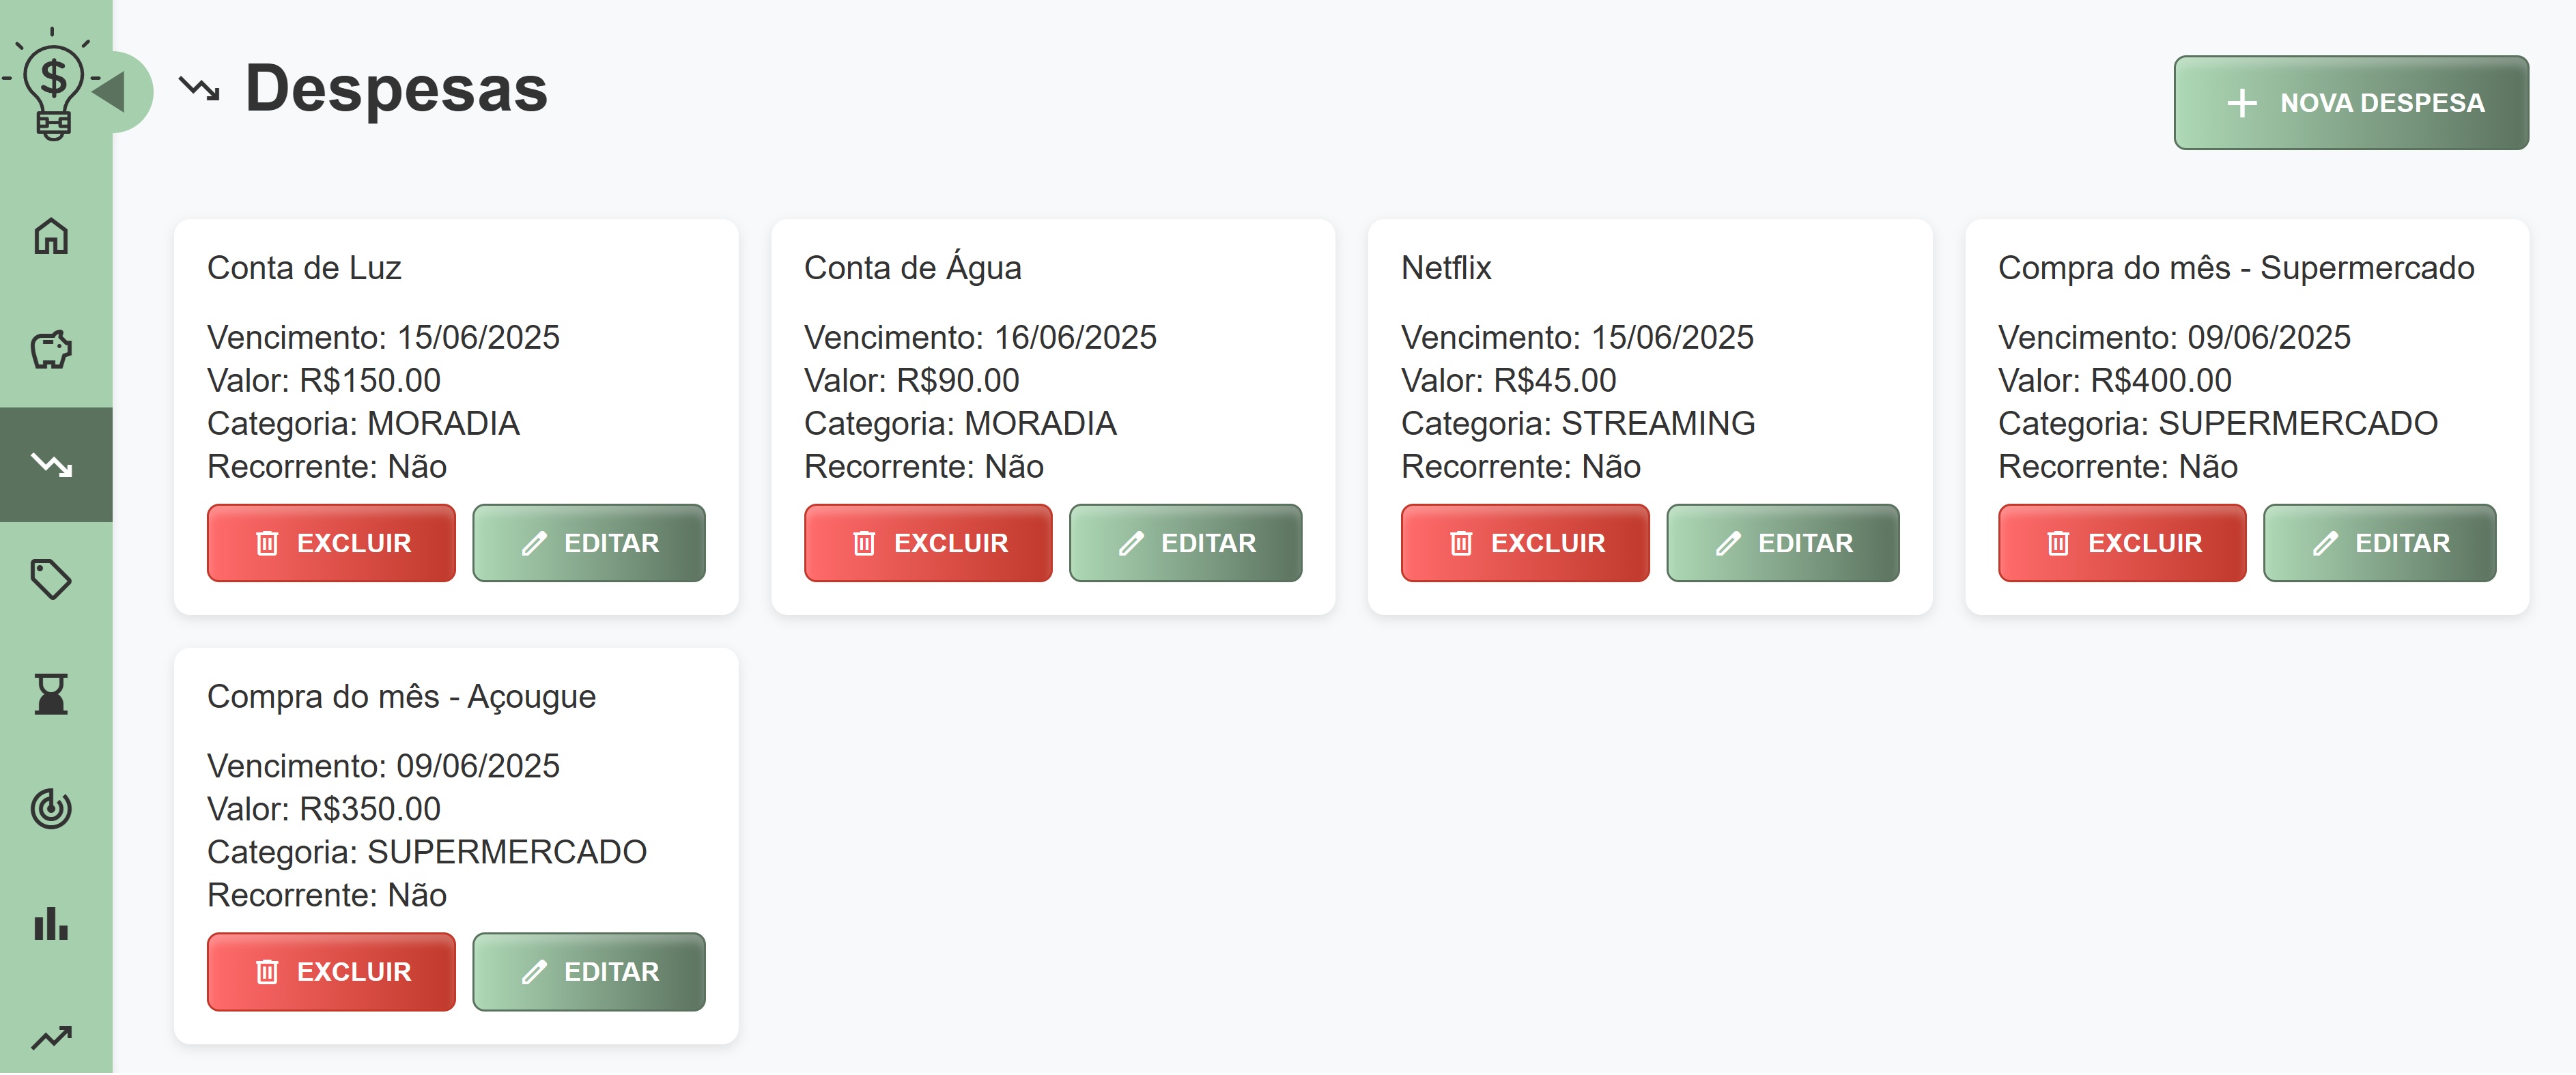 $
Despesas
NOVA DESPESA
Conta de Luz
Vencimento: 15/06/2025
Valor: R$150.00
Categoria: MORADIA
Recorrente: Não
EXCLUIR
EDITAR
Conta de Água
Vencimento: 16/06/2025
Valor: R$90.00
Categoria: MORADIA
Recorrente: Não
EXCLUIR
EDITAR
Netflix
Vencimento: 15/06/2025
Valor: R$45.00
Categoria: STREAMING
Recorrente: Não
EXCLUIR
EDITAR
Compra do mês - Supermercado
Vencimento: 09/06/2025
Valor: R$400.00
Categoria: SUPERMERCADO
Recorrente: Não
EXCLUIR
EDITAR
Compra do mês - Açougue
Vencimento: 09/06/2025
Valor: R$350.00
Categoria: SUPERMERCADO
Recorrente: Não
EXCLUIR
EDITAR